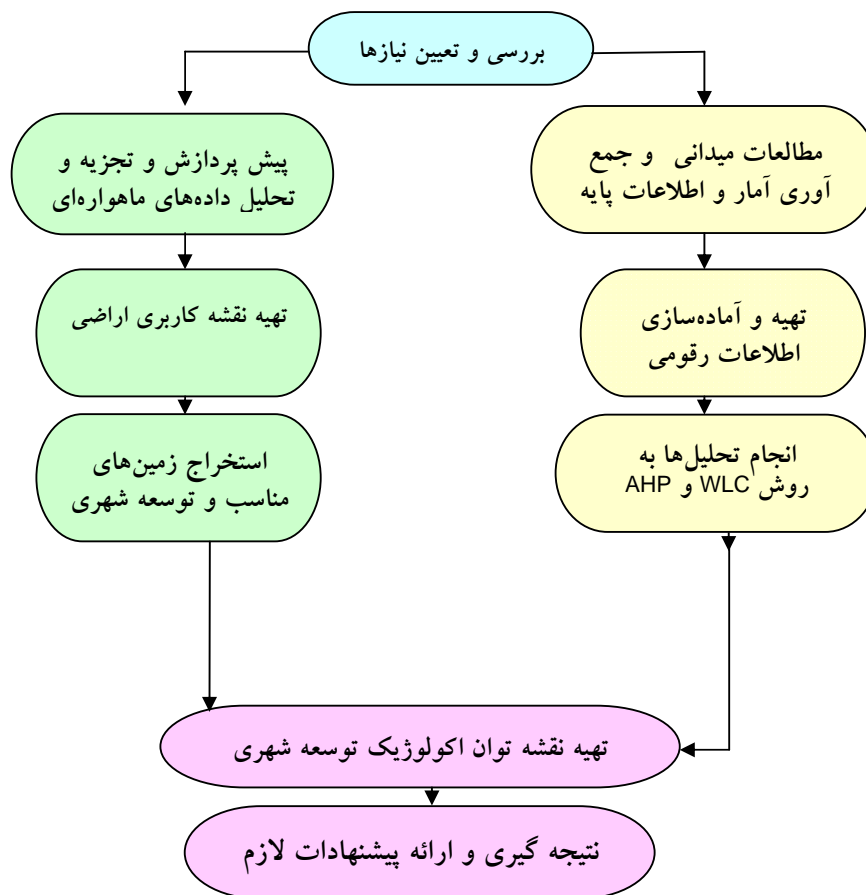 بررسی و تعیین نیازها
مطالعات میدانی و جمع
آوری آمار و اطلاعات پایه
تهیه و آماده‌سازی
اطلاعات رقومی
انجام تحلیل‌ها به
روش WLC و AHP
پیش پردازش و تجزیه و
تحلیل داده‌های ماهواره‌ای
تهیه نقشه کاربری اراضی
استخراج زمین‌های
مناسب و توسعه شهری
تهیه نقشه توان اکولوژیک توسعه شهری
نتیجه گیری و ارائه پیشنهادات لازم